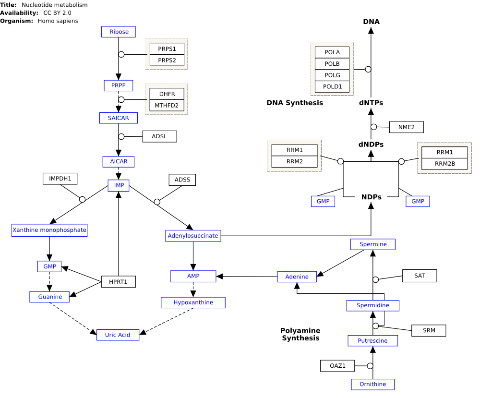 Title: Nucleotide metabolism
Availability: CC BY 2.0
Organism: Homo sapiens
Ribose
PRPS1
PRPS2
PRPP
DHFR
MTHFD2
SAICAR
ADSL
AICAR
IMPDH1
IMP
ADSS
Xanthine monophosphate
Adenylosuccinate
GMP
HPRT1
AMP
Adenine
Guanine
Hypoxanthine
Uric Acid
DNA
POLA
POLB
POLG
POLD1
DNA Synthesis
dNTPs
NME2
dNDPs
RRM1
RRM2
RRM1
RRM2B
GMP
NDPs
GMP
Spermine
SAT
Spermidine
Polyamine
Synthesis
SRM
Putrescine
OAZ1
Ornithine